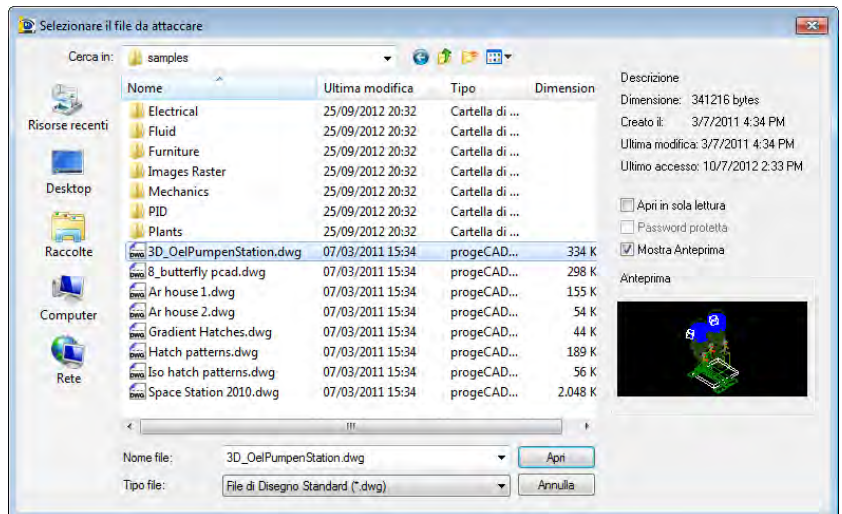 Selezionare il file da attaccare
Cerca in: samples
Nome Ultima modifica Tipo Dimension
Electrical 25/09/2012 20:32 Cartella di ...
Fluid 25/09/2012 20:32 Cartella di ...
Furniture 25/09/2012 20:32 Cartella di ...
Images Raster 25/09/2012 20:32 Cartella di ...
Mechanics 25/09/2012 20:32 Cartella di ...
PID 25/09/2012 20:32 Cartella di ...
Plants 25/09/2012 20:32 Cartella di ...
3D_OelPumpenStation.dwg 07/03/2011 15:34 progeCAD... 334 K
8_butterfly pcad.dwg 07/03/2011 15:34 progeCAD... 298 K
Ar house 1.dwg 07/03/2011 15:34 progeCAD... 155 K
Ar house 2.dwg 07/03/2011 15:34 progeCAD... 54 K
Gradient Hatches.dwg 07/03/2011 15:34 progeCAD... 44 K
Hatch patterns.dwg 07/03/2011 15:34 progeCAD... 189 K
Iso hatch patterns.dwg 07/03/2011 15:34 progeCAD... 56 K
Space Station 2010.dwg 07/03/2011 15:34 progeCAD... 2.048 K
Risorse recenti
Desktop
Raccolte
Computer
Rete
Nome file: 3D_OelPumpenStation.dwg Apri
Tipo file: File di Disegno Standard (*.dwg) Annulla
Descrizione
Dimensione: 341216 bytes
Creato il: 3/7/2011 4:34 PM
Ultima modifica: 3/7/2011 4:34 PM
Ultimo accesso: 10/7/2012 2:33 PM
Apri in sola lettura
Password protetta
Mostra Anteprima
Anteprima